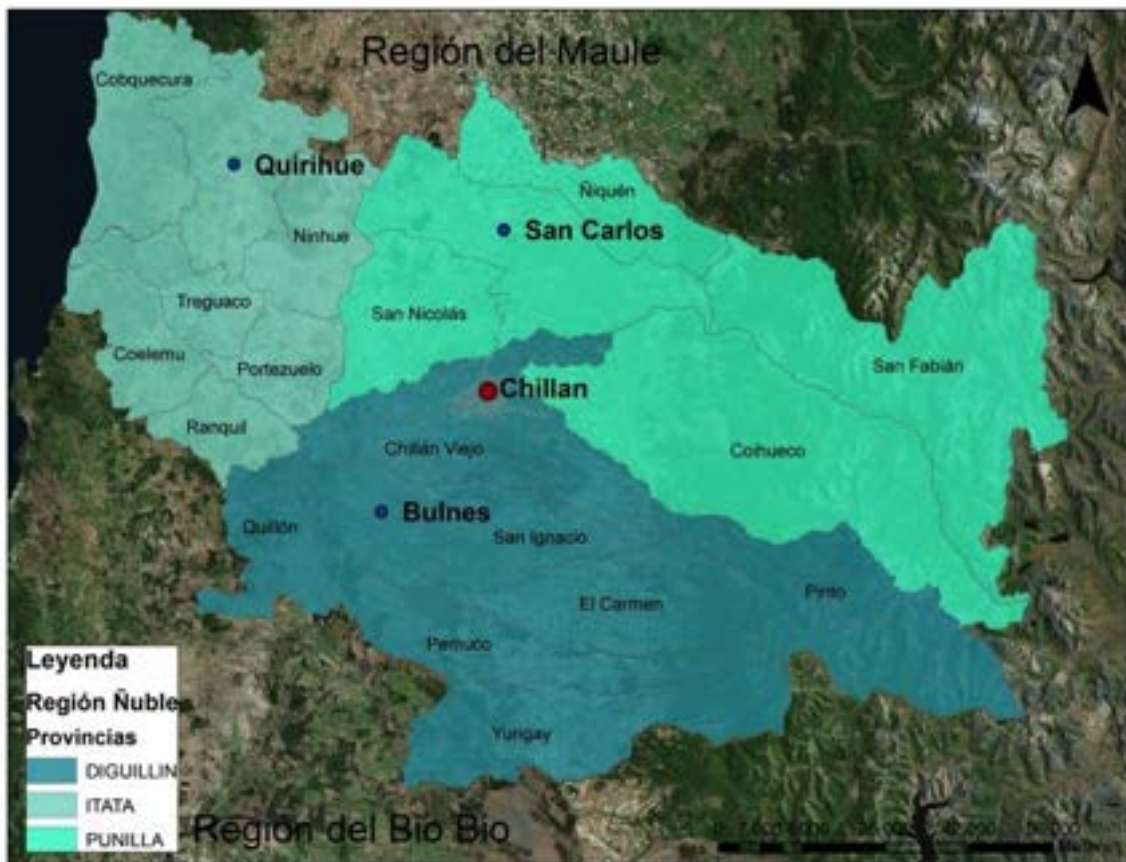 Región del Maule
Cobquecura
Quirihue
Ñiquén
San Carlos
Ninhue
Treguaco
San Nicolás
Coelemu
Portezuelo
San Fabián
Chillan
Ranquil
Chillán Viejo
Coihueco
Bulnes
Quillón
San Ignacio
El Carmen
Pinto
Pemuco
Yungay
Leyenda
Región Ñuble
Provincias
DIGUILLIN
ITATA
PUNILLA
Región del Bio Bio